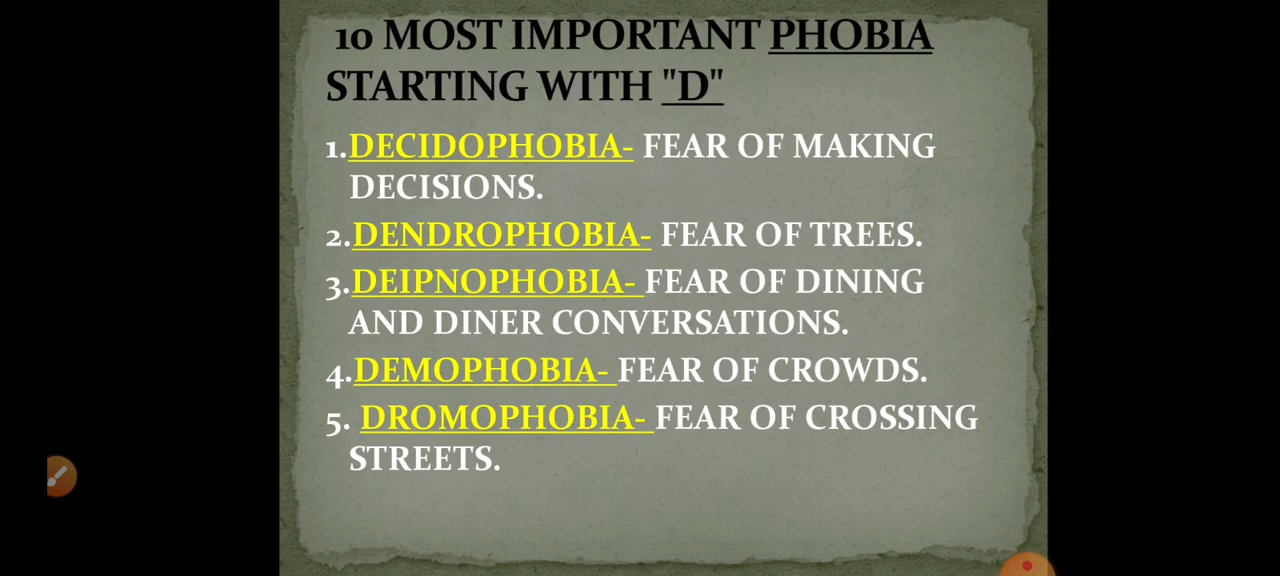 10 MOST IMPORTANT PHOBIA
STARTING WITH "D"
1.DECIDOPHOBIA- FEAR OF MAKING
DECISIONS.
2.DENDROPHOBIA- FEAR OF TREES.
3.DEIPNOPHOBIA- FEAR OF DINING
AND DINER CONVERSATIONS.
4.DEMOPHOBIA- FEAR OF CROWDS.
5. DROMOPHOBIA- FEAR OF CROSSING
STREETS.